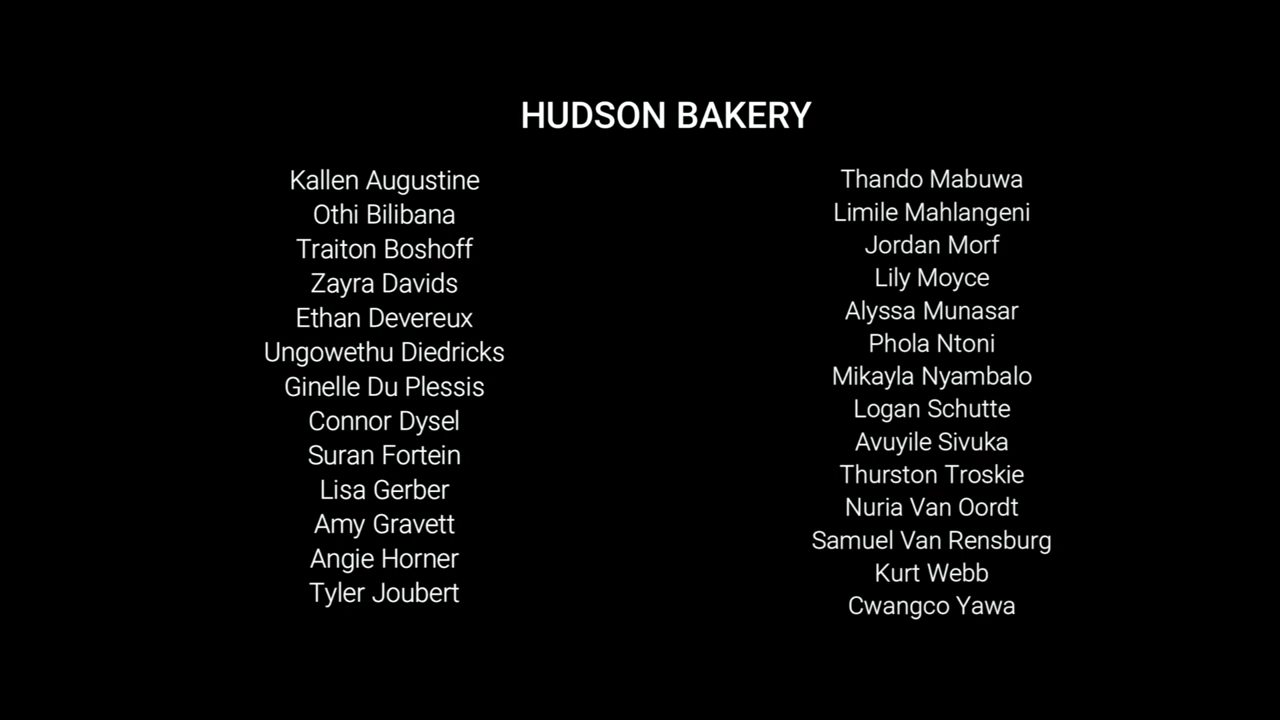 HUDSON BAKERY
Kallen Augustine
Othi Bilibana
Traiton Boshoff
Zayra Davids
Ethan Devereux
Ungowethu Diedricks
Ginelle Du Plessis
Connor Dysel
Suran Fortein
Lisa Gerber
Amy Gravett
Angie Horner
Tyler Joubert
Thando Mabuwa
Limile Mahlangeni
Jordan Morf
Lily Moyce
Alyssa Munasar
Phola Ntoni
Mikayla Nyambalo
Logan Schutte
Avuyile Sivuka
Thurston Troskie
Nuria Van Oordt
Samuel Van Rensburg
Kurt Webb
Cwangco Yawa